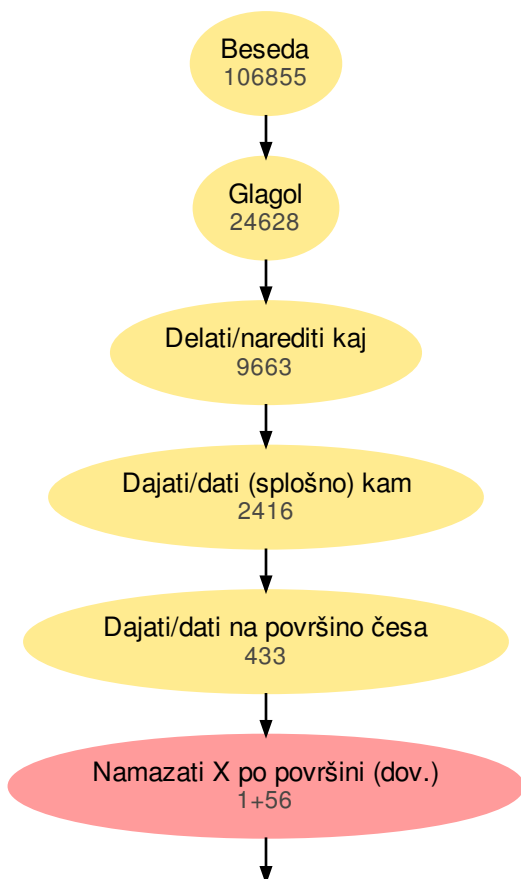 Beseda
106855
Glagol
24628
Delati/narediti kaj
9663
Dajati/dati (splošno) kam
2416
Dajati/dati na površino česa
433
Namazati X po površini (dov.)
1+56